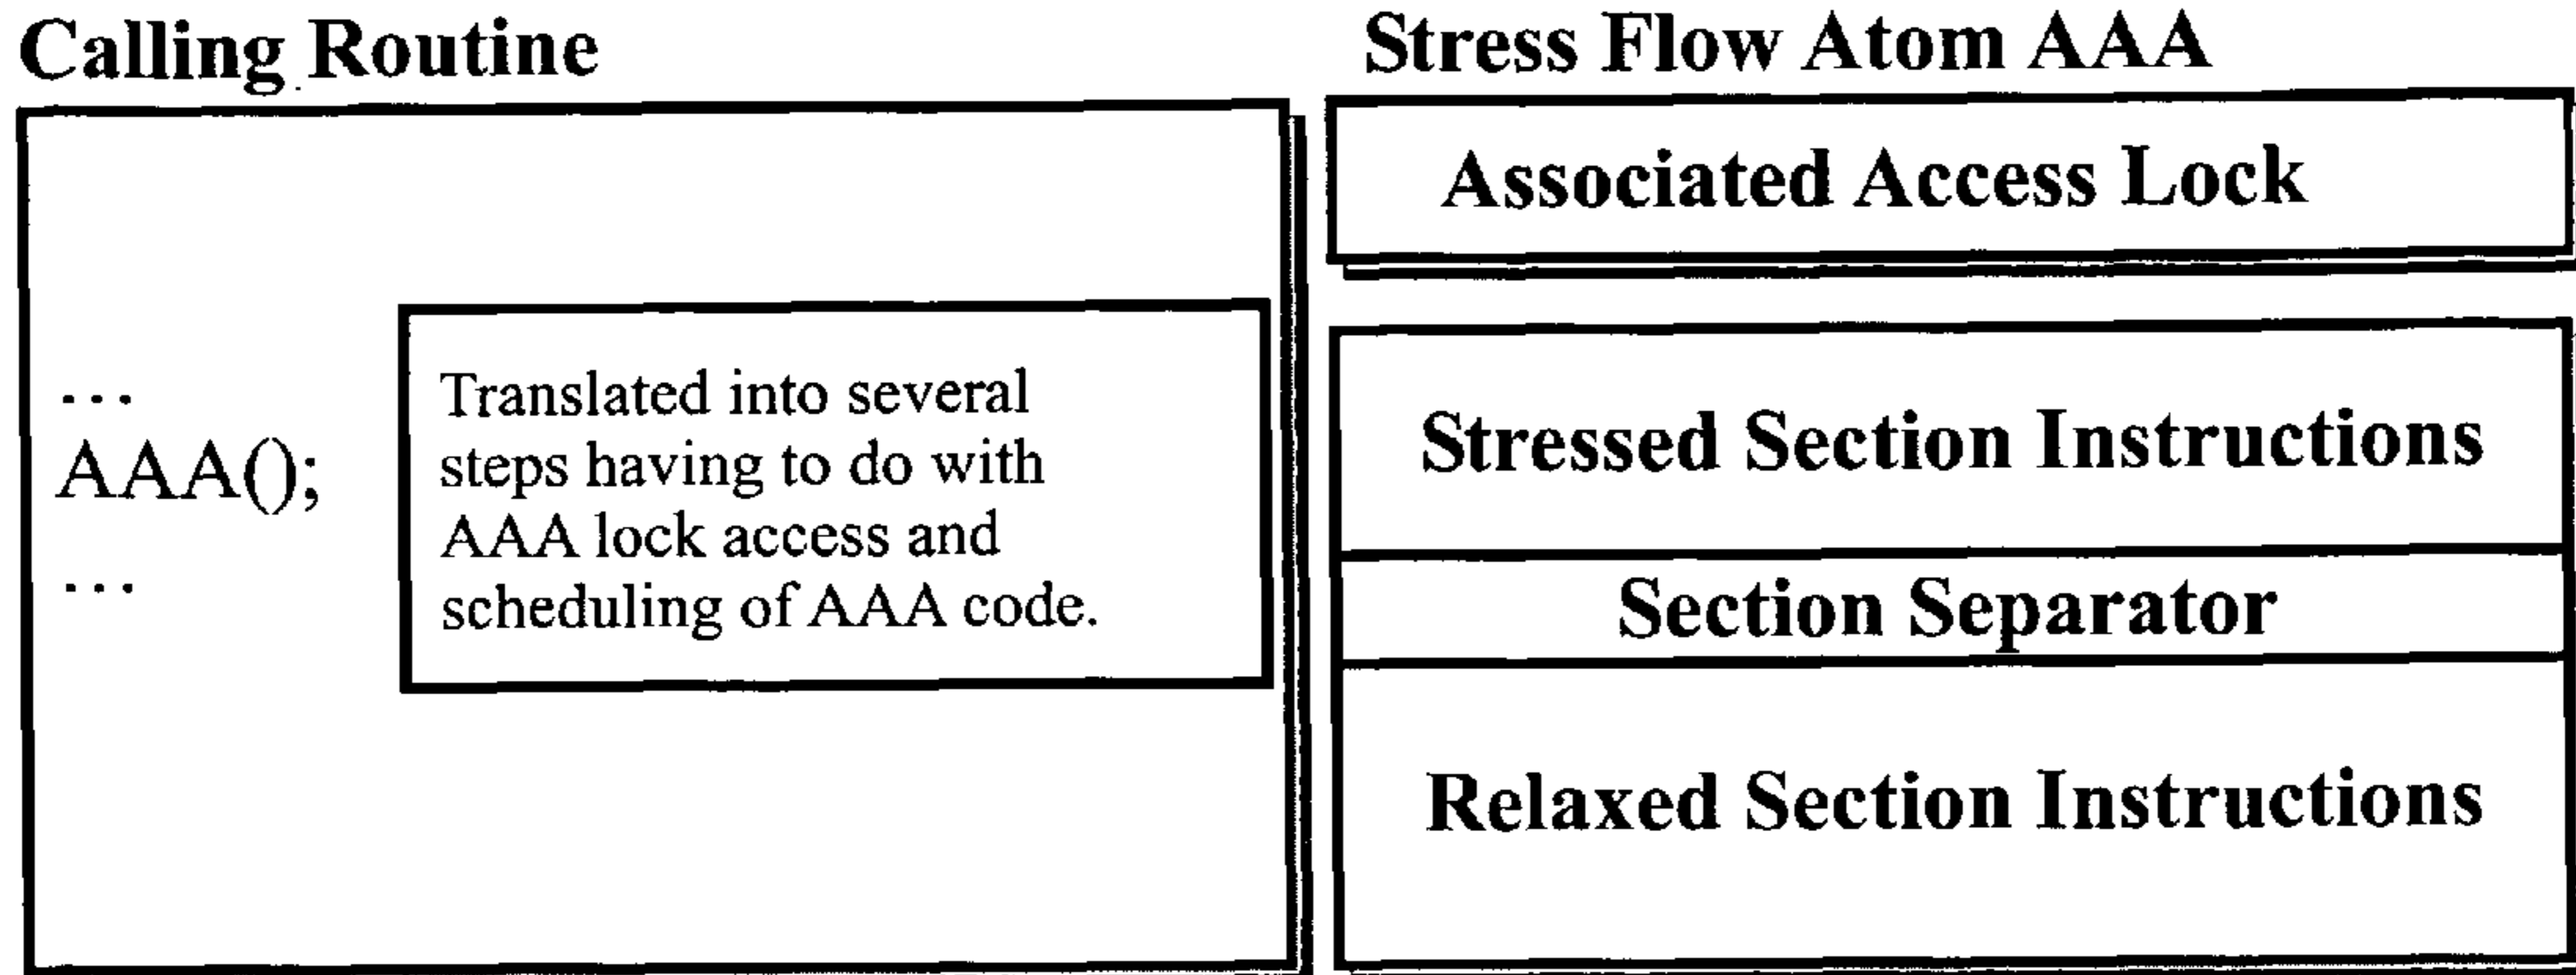 Calling Routine
...
AAA();
...
Translated into several
steps having to do with
AAA lock access and
scheduling of AAA code.
Stress Flow Atom AAA
Associated Access Lock
Stressed Section Instructions
Section Separator
Relaxed Section Instructions